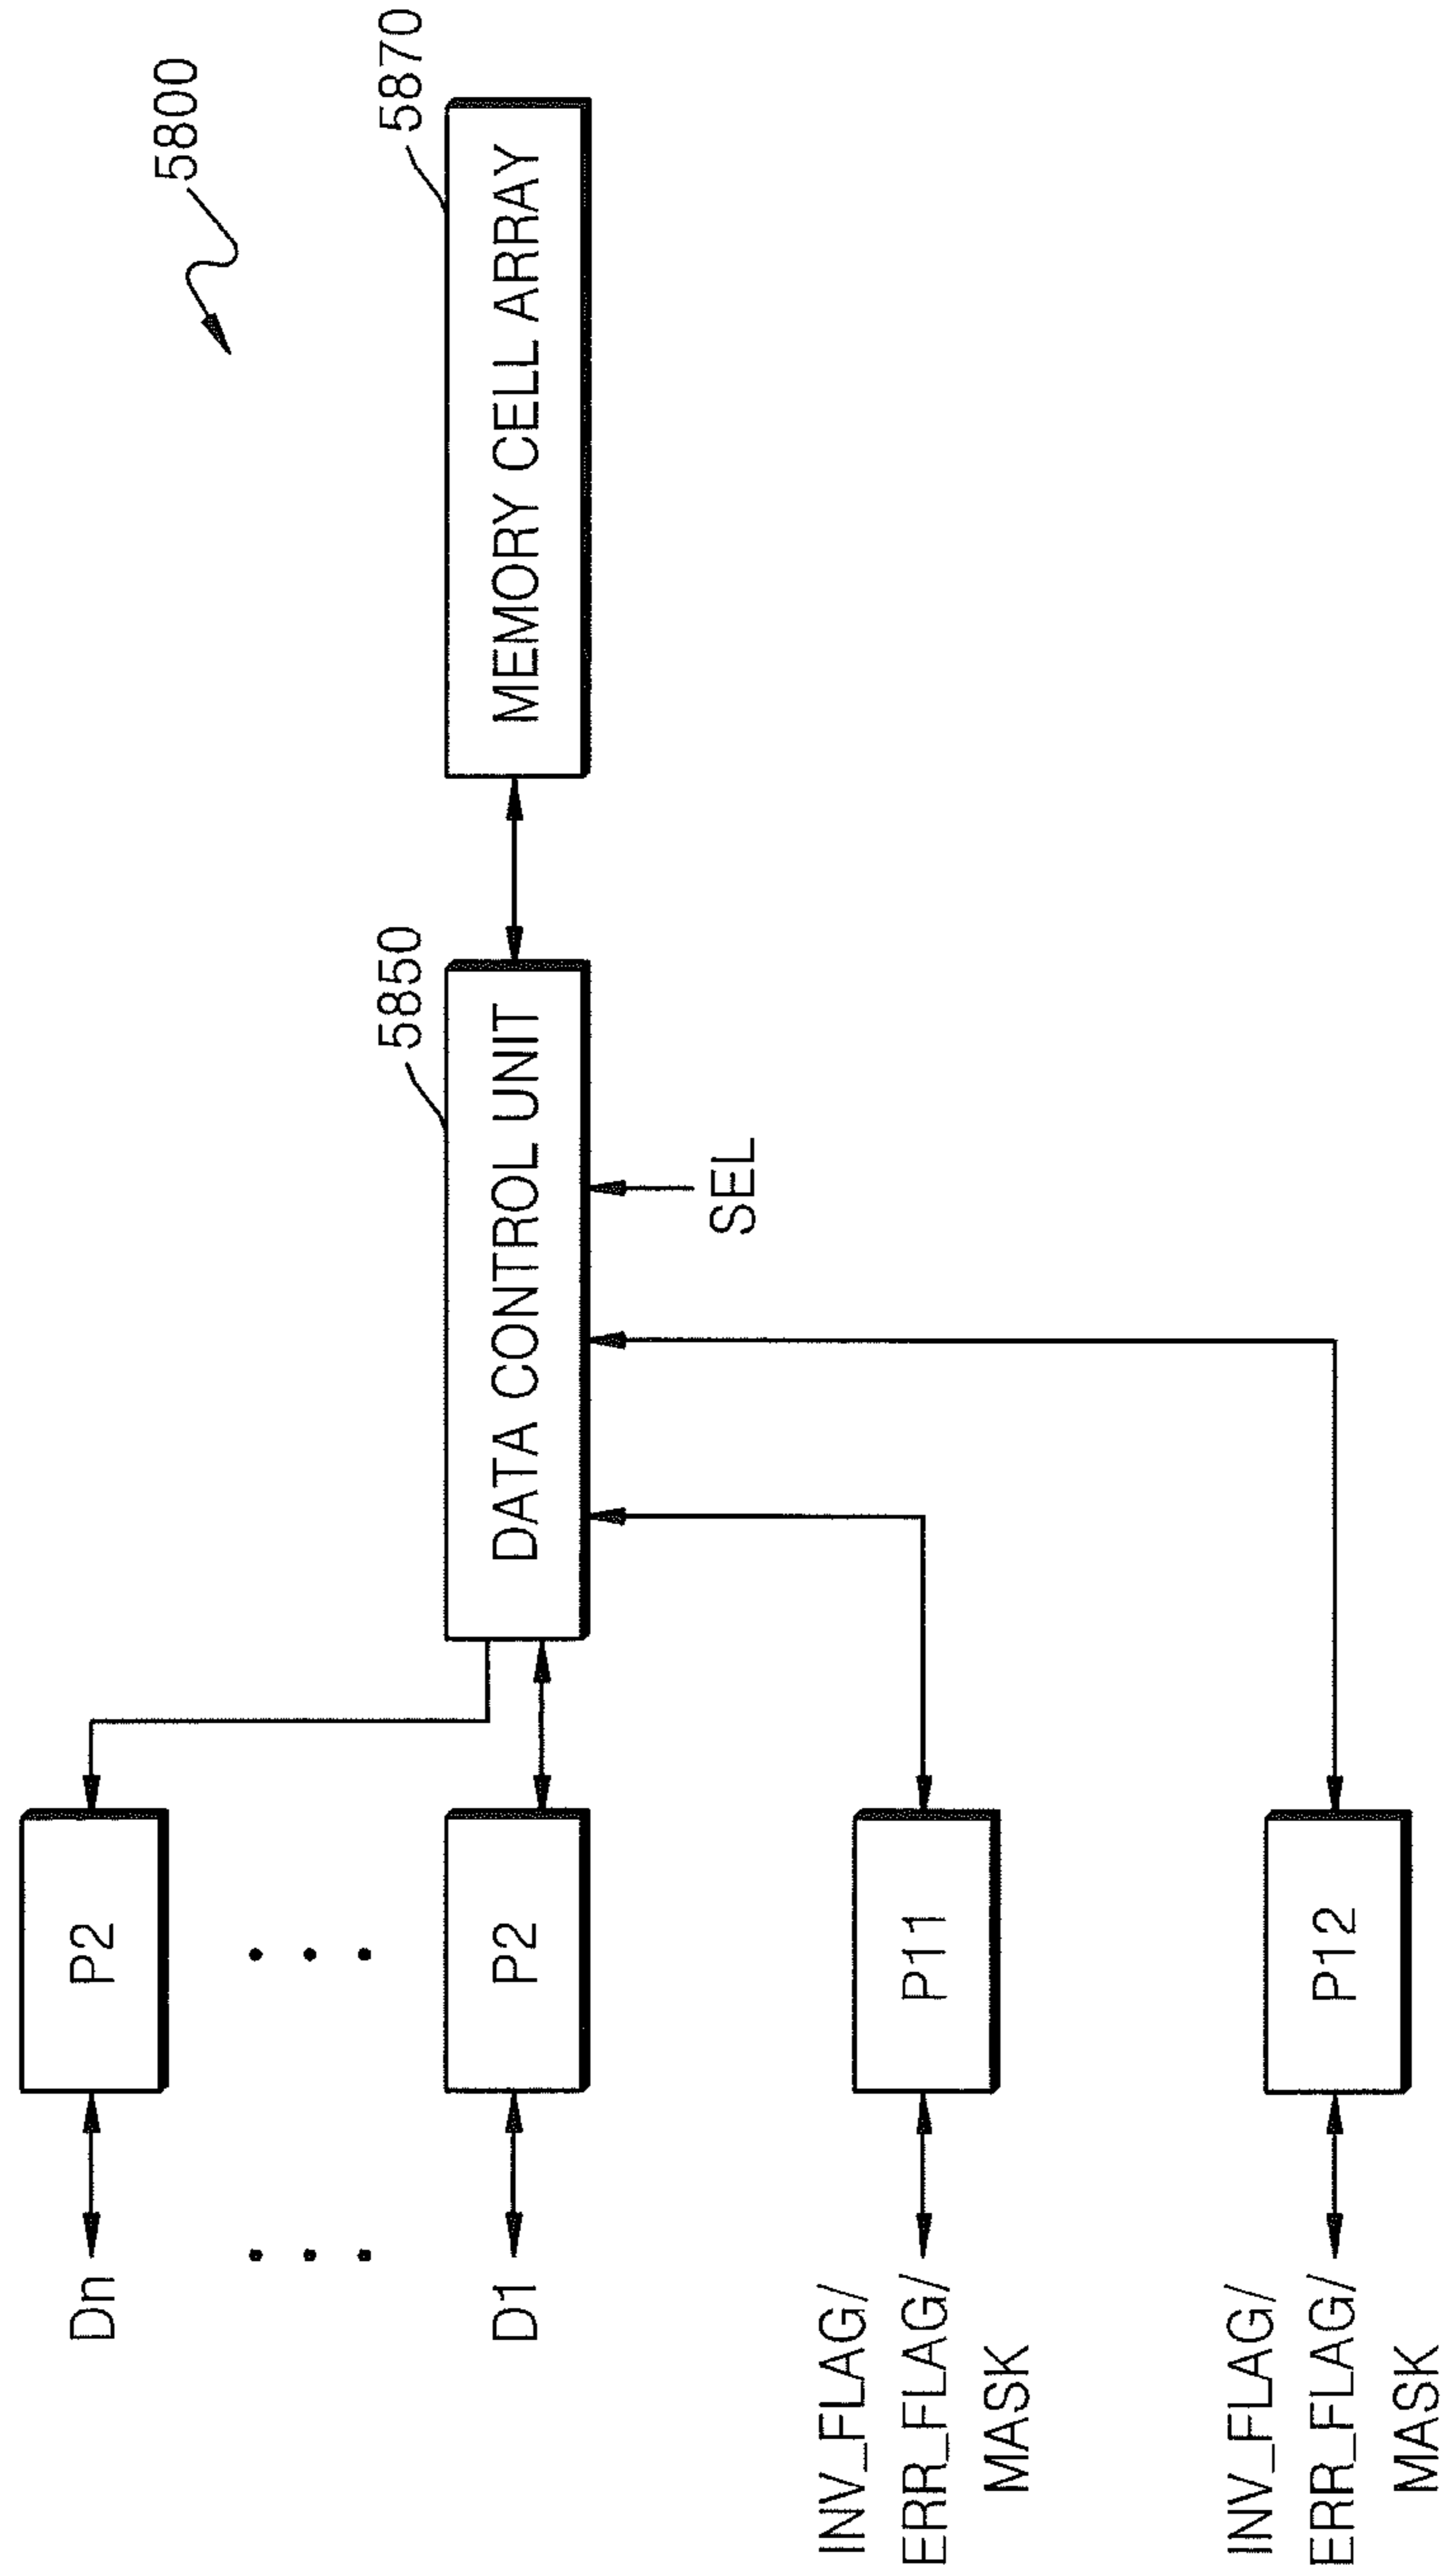 5800
Dn
P2
D1
P2
DATA CONTROL UNIT
5850
MEMORY CELL ARRAY
5870
SEL
INV_FLAG/
ERR_FLAG/
MASK
P11
INV_FLAG/
ERR_FLAG/
MASK
P12